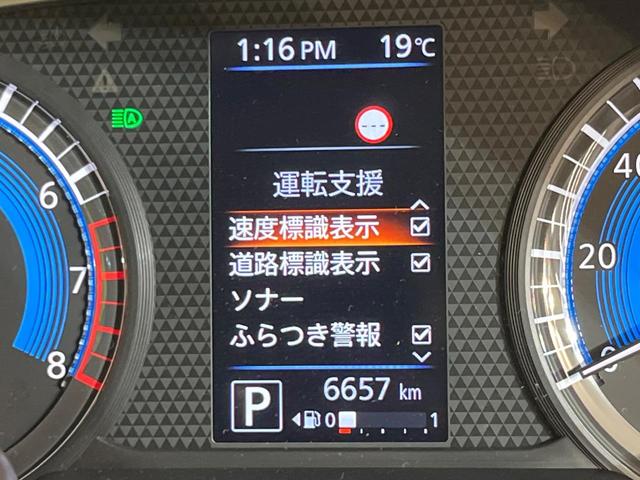 1:16 PM 19℃
---
運転支援
速度標識表示
道路標識表示
ソナー
ふらつき警報
P 6657 km
0 1
6
7
8
40
20
0
A